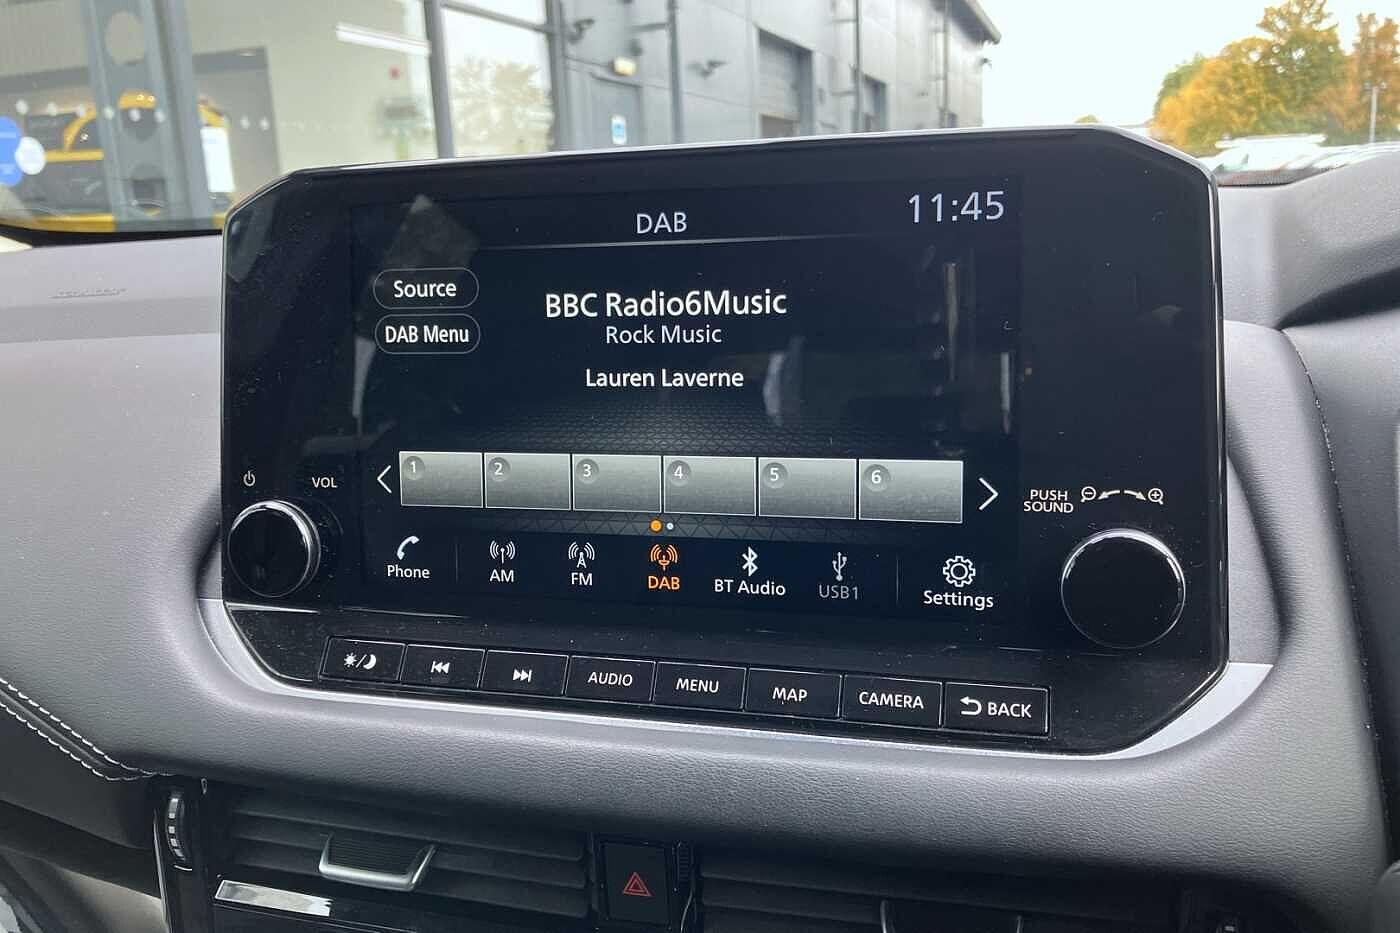 DAB
11:45
Source
DAB Menu
BBC Radio6Music
Rock Music
Lauren Laverne
1 2 3 4 5 6
VOL
PUSH
SOUND
Phone
AM
FM
DAB
BT Audio
USB1
Settings
AUDIO
MENU
MAP
CAMERA
BACK